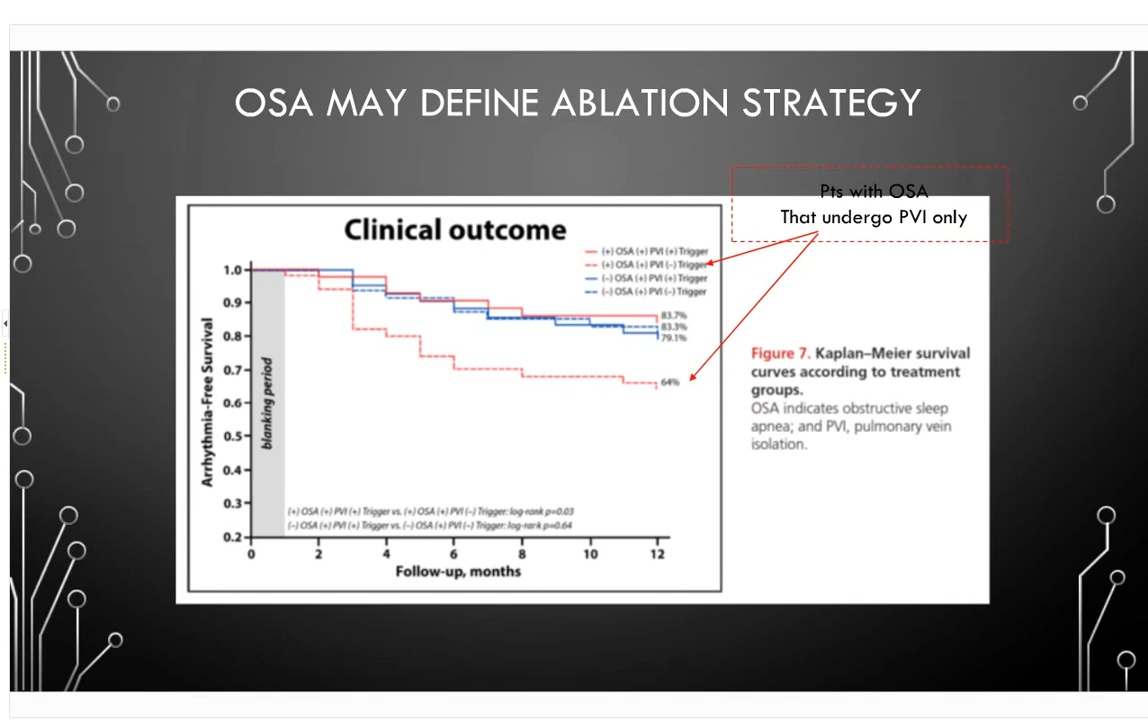 OSA MAY DEFINE ABLATION STRATEGY
Pts with OSA
That undergo PVI only
Clinical outcome
(+) OSA (+) PVI (+) Trigger
(+) OSA (+) PVI (–) Trigger
(–) OSA (+) PVI (+) Trigger
(–) OSA (+) PVI (–) Trigger
Arrhythmia-Free Survival
1.0
0.9
0.8
0.7
0.6
0.5
0.4
0.3
0.2
blanking period
83.7%
83.3%
79.1%
64%
(+) OSA (+) PVI (+) Trigger vs. (+) OSA (+) PVI (–) Trigger: log-rank p=0.03
(–) OSA (+) PVI (+) Trigger vs. (–) OSA (+) PVI (–) Trigger: log-rank p=0.64
0 2 4 6 8 10 12
Follow-up, months
Figure 7. Kaplan–Meier survival
curves according to treatment
groups.
OSA indicates obstructive sleep
apnea; and PVI, pulmonary vein
isolation.